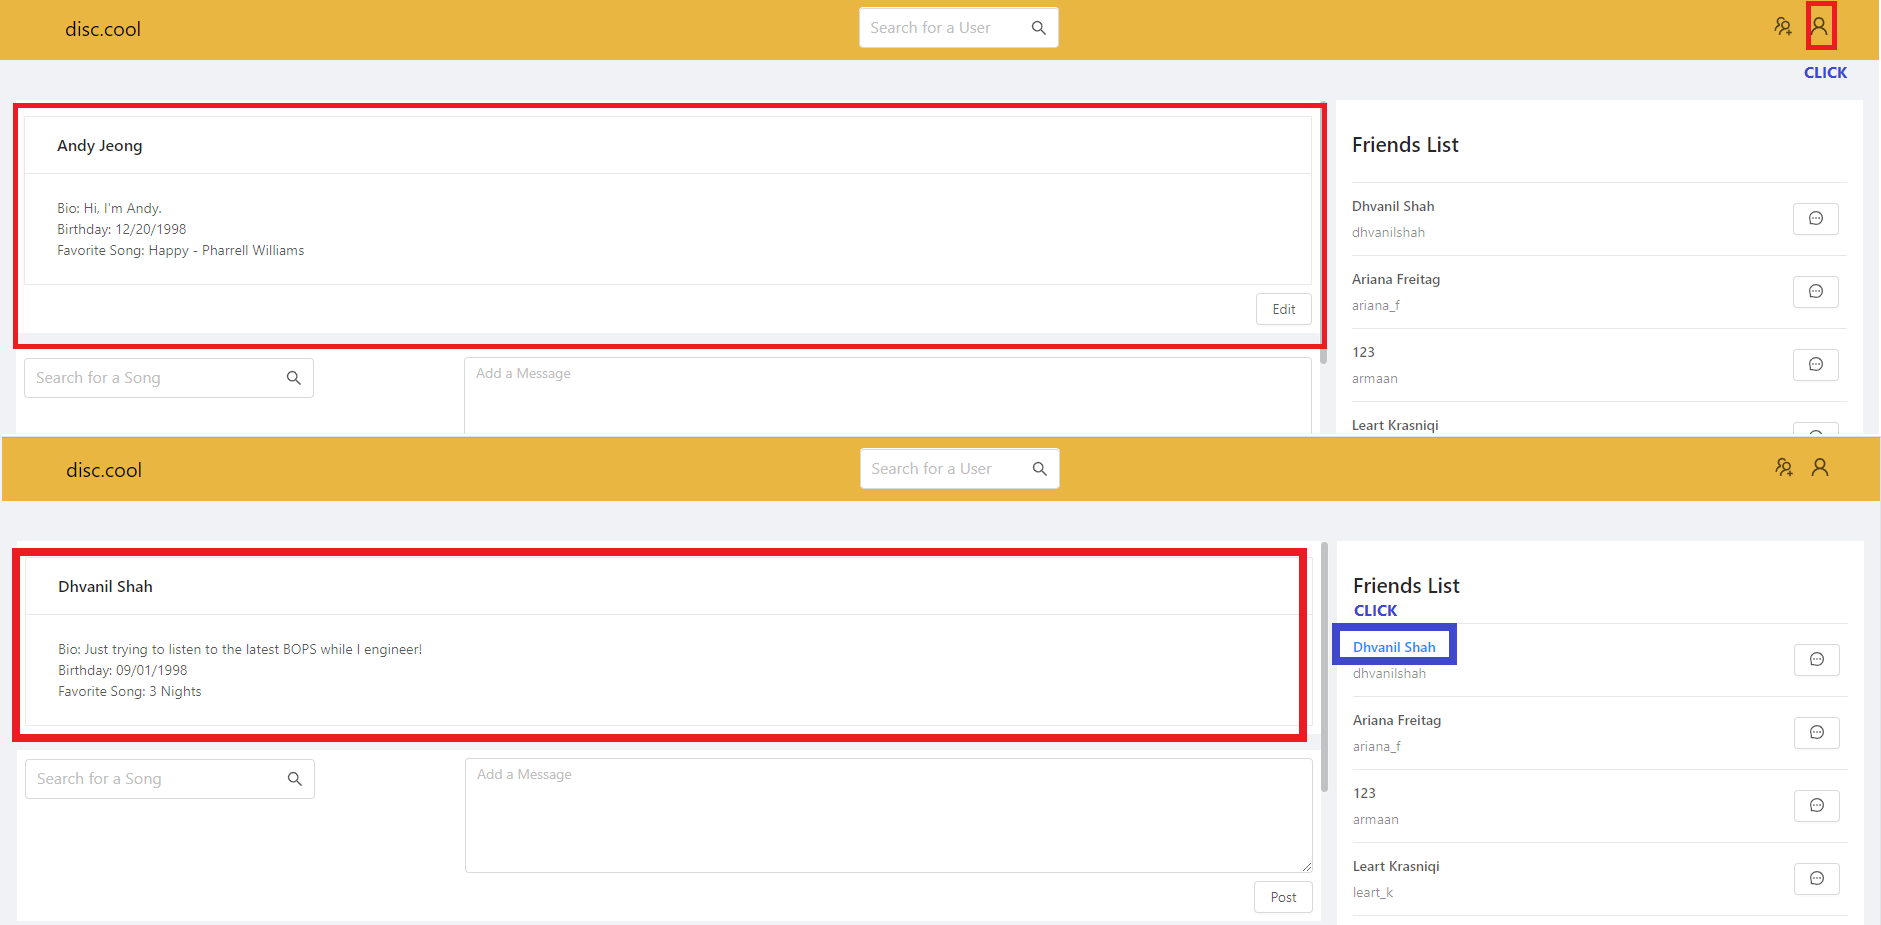 disc.cool
Search for a User
CLICK
Andy Jeong
Bio: Hi, I'm Andy.
Birthday: 12/20/1998
Favorite Song: Happy - Pharrell Williams
Edit
Search for a Song
Add a Message
Friends List
Dhvanil Shah
dhvanilshah
Ariana Freitag
ariana_f
123
armaan
Leart Krasniqi
disc.cool
Search for a User
Dhvanil Shah
Bio: Just trying to listen to the latest BOPS while I engineer!
Birthday: 09/01/1998
Favorite Song: 3 Nights
Search for a Song
Add a Message
Post
Friends List
CLICK
Dhvanil Shah
dhvanilshah
Ariana Freitag
ariana_f
123
armaan
Leart Krasniqi
leart_k